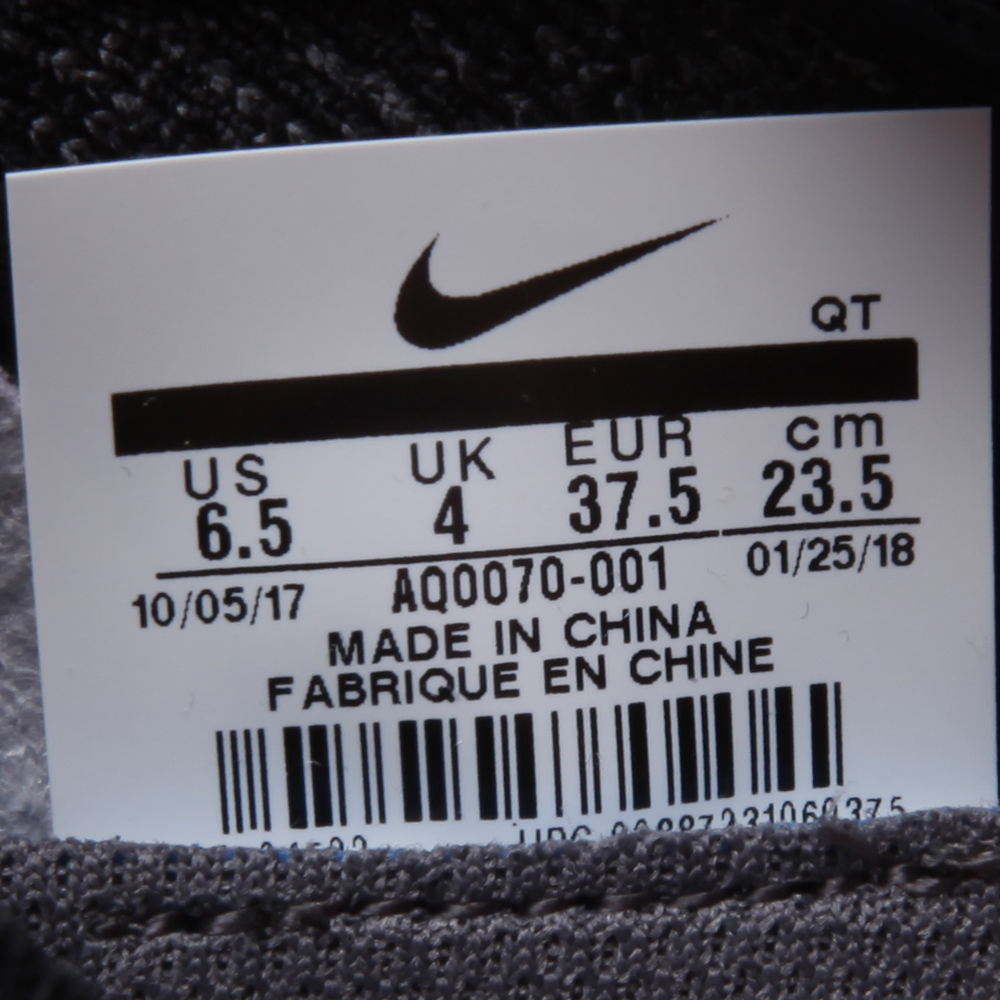 QT
US UK EUR cm
6.5 4 37.5 23.5
10/05/17 AQ0070-001 01/25/18
MADE IN CHINA
FABRIQUE EN CHINE
UPC